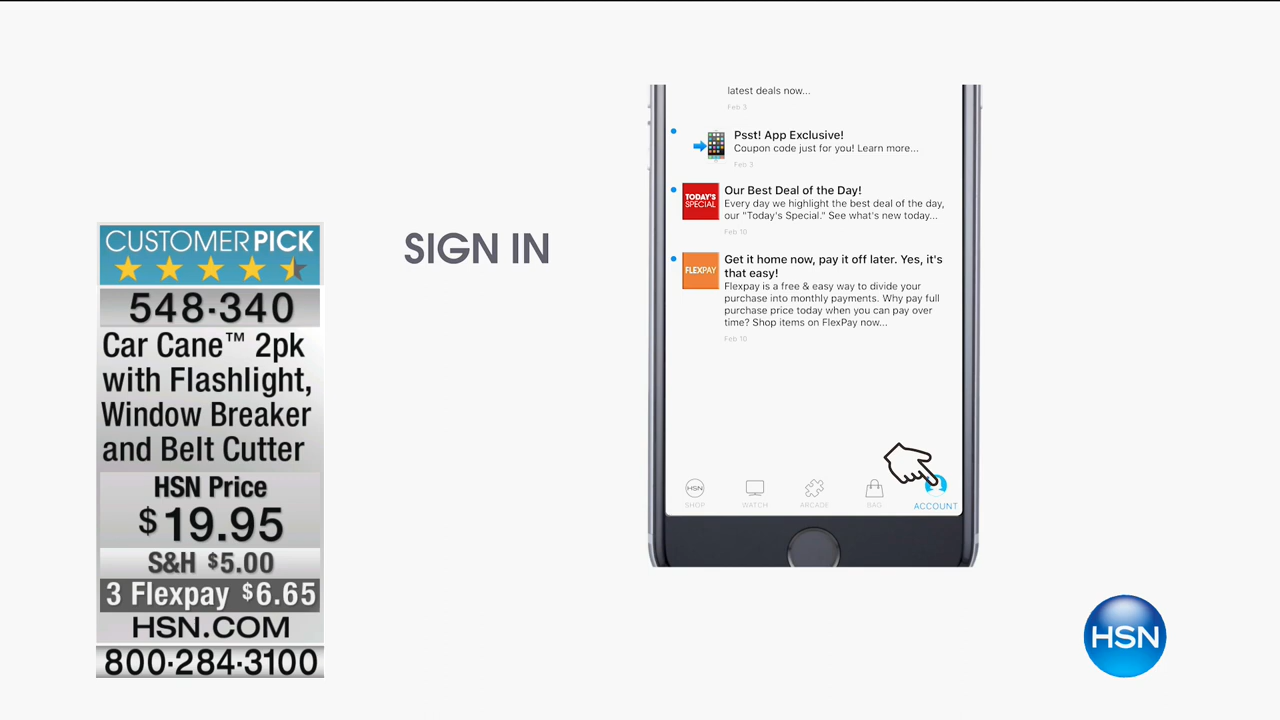 CUSTOMER PICK
548·340
Car Cane™ 2pk
with Flashlight,
Window Breaker
and Belt Cutter
HSN Price
$19.95
S&H $5.00
3 Flexpay $6.65
HSN.COM
800·284·3100
SIGN IN
latest deals now...
Feb 3
Psst! App Exclusive!
Coupon code just for you! Learn more...
Feb 3
TODAY'S
SPECIAL
Our Best Deal of the Day!
Every day we highlight the best deal of the day,
our "Today's Special." See what's new today...
Feb 10
FLEXPAY
Get it home now, pay it off later. Yes, it's
that easy!
Flexpay is a free & easy way to divide your
purchase into monthly payments. Why pay full
purchase price today when you can pay over
time? Shop items on FlexPay now...
Feb 10
HSN
SHOP
WATCH
ARCADE
BAG
ACCOUNT
HSN